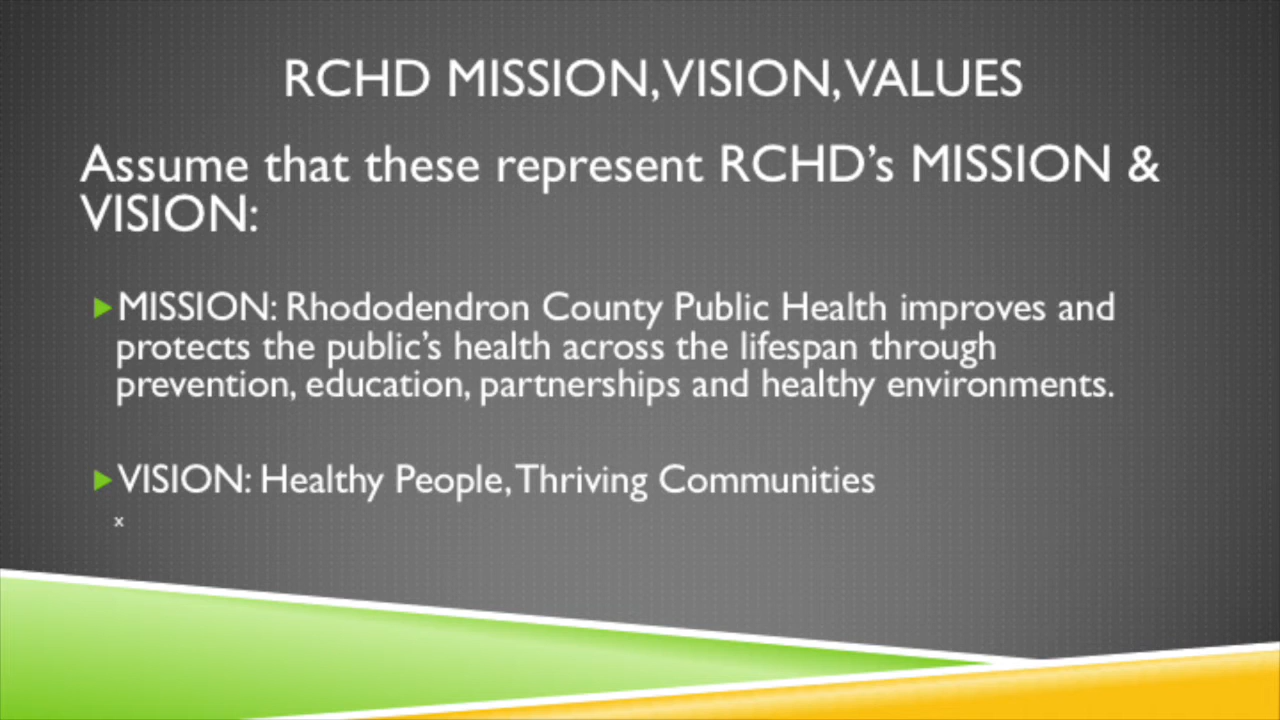 RCHD MISSION, VISION, VALUES
Assume that these represent RCHD’s MISSION &
VISION:
MISSION: Rhododendron County Public Health improves and
protects the public’s health across the lifespan through
prevention, education, partnerships and healthy environments.
VISION: Healthy People, Thriving Communities
x